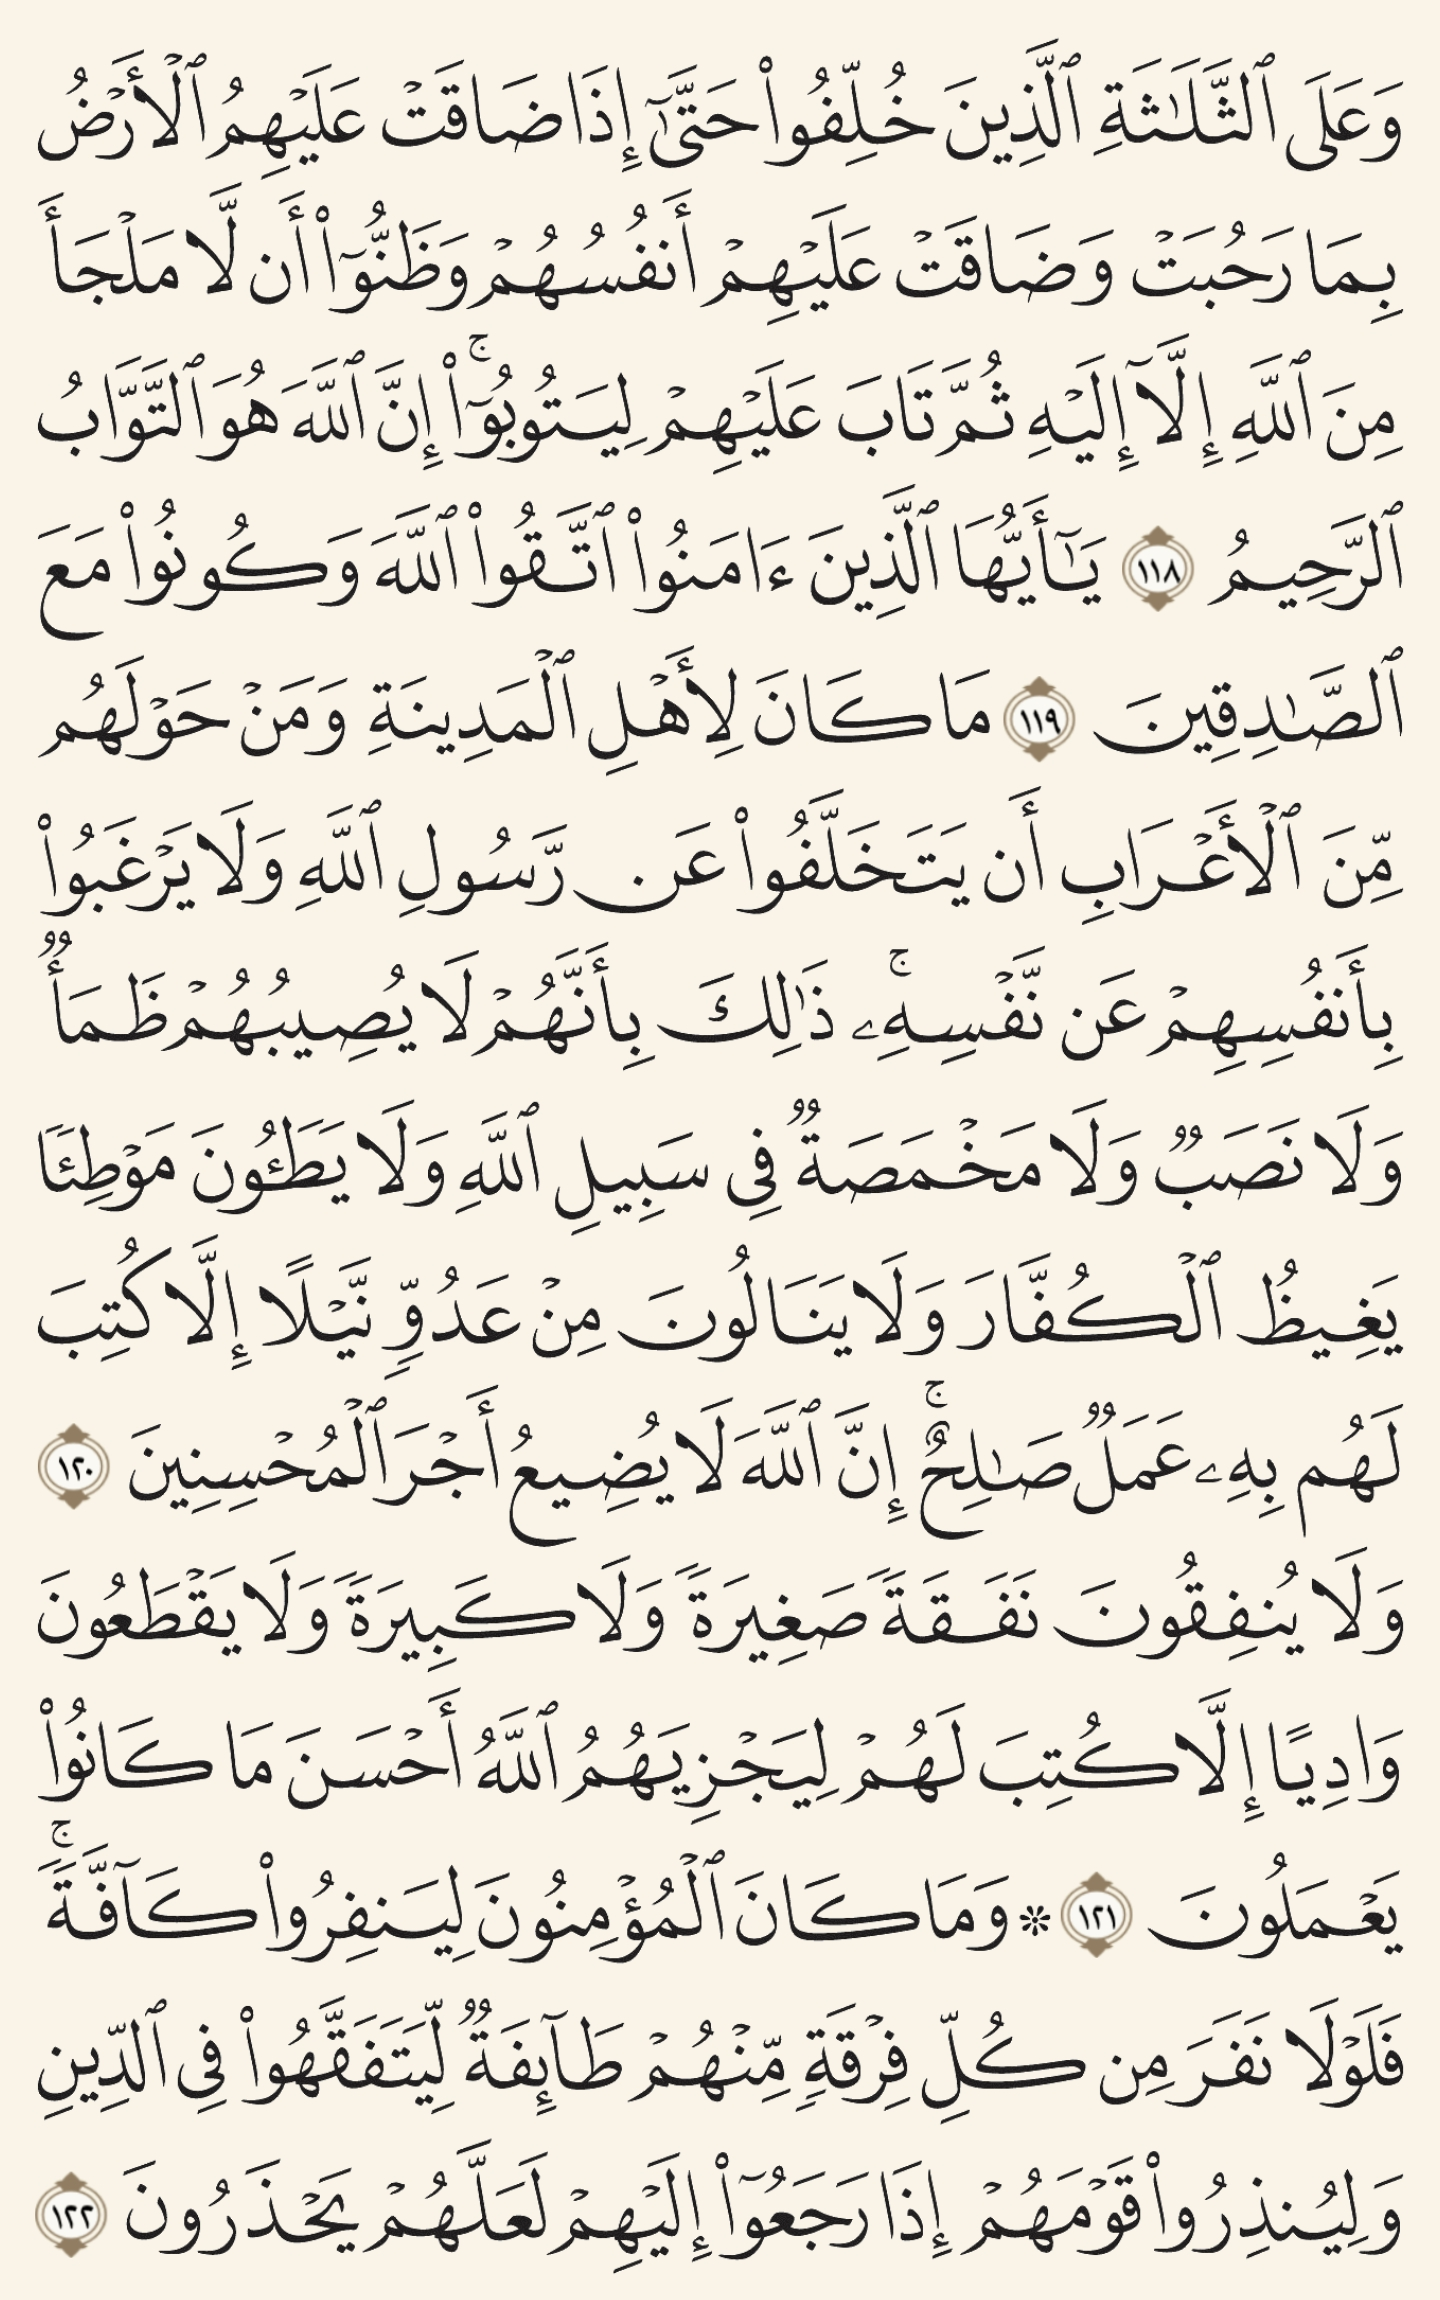 وَعَلَى ٱلثَّلَـٰثَةِ ٱلَّذِينَ خُلِّفُوا۟ حَتَّىٰٓ إِذَا ضَاقَتْ عَلَيْهِمُ ٱلْأَرْضُ
بِمَا رَحُبَتْ وَضَاقَتْ عَلَيْهِمْ أَنفُسُهُمْ وَظَنُّوٓا۟ أَن لَّا مَلْجَأَ
مِنَ ٱللَّهِ إِلَّآ إِلَيْهِ ثُمَّ تَابَ عَلَيْهِمْ لِيَتُوبُوٓا۟ ۚ إِنَّ ٱللَّهَ هُوَ ٱلتَّوَّابُ
ٱلرَّحِيمُ ١١٨ يَـٰٓأَيُّهَا ٱلَّذِينَ ءَامَنُوا۟ ٱتَّقُوا۟ ٱللَّهَ وَكُونُوا۟ مَعَ
ٱلصَّـٰدِقِينَ ١١٩ مَا كَانَ لِأَهْلِ ٱلْمَدِينَةِ وَمَنْ حَوْلَهُم
مِّنَ ٱلْأَعْرَابِ أَن يَتَخَلَّفُوا۟ عَن رَّسُولِ ٱللَّهِ وَلَا يَرْغَبُوا۟
بِأَنفُسِهِمْ عَن نَّفْسِهِۦ ۚ ذَٰلِكَ بِأَنَّهُمْ لَا يُصِيبُهُمْ ظَمَأٌ
وَلَا نَصَبٌ وَلَا مَخْمَصَةٌ فِى سَبِيلِ ٱللَّهِ وَلَا يَطَـُٔونَ مَوْطِئًا
يَغِيظُ ٱلْكُفَّارَ وَلَا يَنَالُونَ مِنْ عَدُوٍّ نَّيْلًا إِلَّا كُتِبَ
لَهُم بِهِۦ عَمَلٌ صَـٰلِحٌ ۚ إِنَّ ٱللَّهَ لَا يُضِيعُ أَجْرَ ٱلْمُحْسِنِينَ ١٢٠
وَلَا يُنفِقُونَ نَفَقَةً صَغِيرَةً وَلَا كَبِيرَةً وَلَا يَقْطَعُونَ
وَادِيًا إِلَّا كُتِبَ لَهُمْ لِيَجْزِيَهُمُ ٱللَّهُ أَحْسَنَ مَا كَانُوا۟
يَعْمَلُونَ ١٢١ ۞ وَمَا كَانَ ٱلْمُؤْمِنُونَ لِيَنفِرُوا۟ كَآفَّةً ۚ
فَلَوْلَا نَفَرَ مِن كُلِّ فِرْقَةٍ مِّنْهُمْ طَآئِفَةٌ لِّيَتَفَقَّهُوا۟ فِى ٱلدِّينِ
وَلِيُنذِرُوا۟ قَوْمَهُمْ إِذَا رَجَعُوٓا۟ إِلَيْهِمْ لَعَلَّهُمْ يَحْذَرُونَ ١٢٢